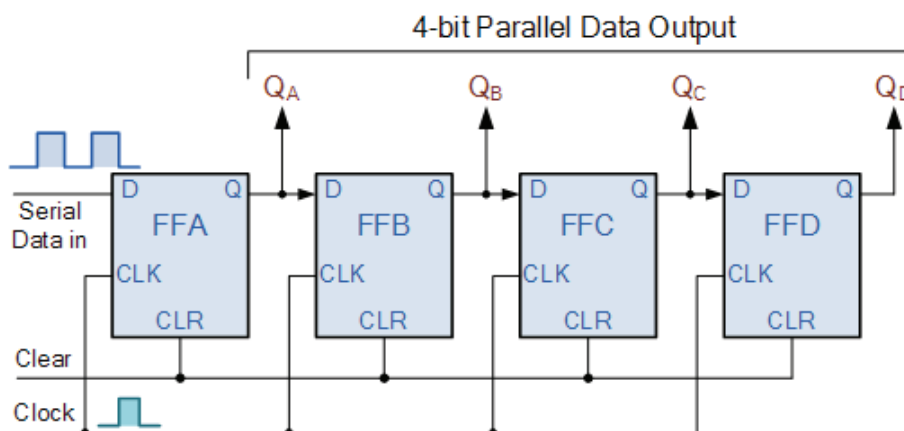 4-bit Parallel Data Output
QA QB QC QD
D Q D Q D Q D Q
Serial
Data in
FFA FFB FFC FFD
CLK CLK CLK CLK
CLR CLR CLR CLR
Clear
Clock